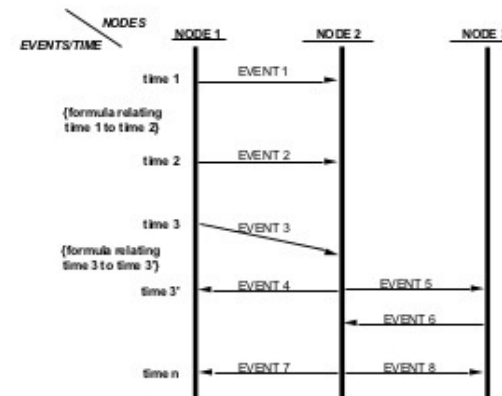 NODES
EVENTS/TIME
NODE 1
NODE 2
NODE
time 1
EVENT 1
{formula relating
time 1 to time 2}
time 2
EVENT 2
time 3
EVENT 3
{formula relating
time 3 to time 3'}
time 3'
EVENT 4
EVENT 5
EVENT 6
time n
EVENT 7
EVENT 8